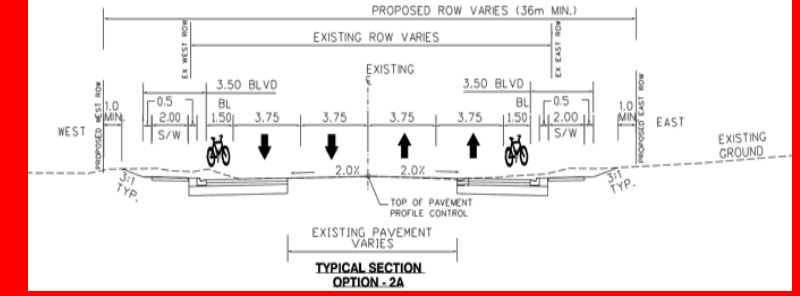 PROPOSED ROW VARIES (36m MIN.)
EX WEST ROW
EXISTING ROW VARIES
EX EAST ROW
EXISTING
3.50 BLVD
3.50 BLVD
PROPOSED WEST ROW
1.0
MIN.
0.5
2.00
S/W
BL
1.50
3.75
3.75
3.75
3.75
BL
1.50
0.5
2.00
S/W
1.0
MIN.
PROPOSED EAST ROW
WEST
EAST
EXISTING
GROUND
3:1
TYP.
2.0%
2.0%
3:1
TYP.
TOP OF PAVEMENT
PROFILE CONTROL
EXISTING PAVEMENT
VARIES
TYPICAL SECTION
OPTION - 2A